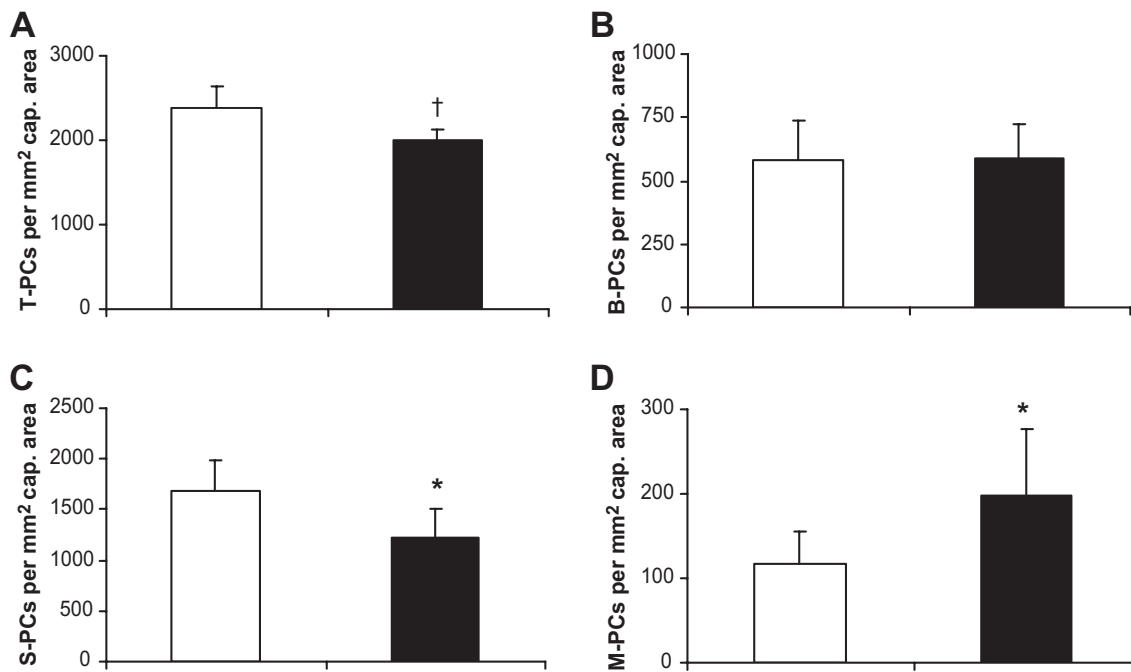 A
T-PCs per mm² cap. area
3000
2000
1000
0
†
B
B-PCs per mm² cap. area
1000
750
500
250
0
C
S-PCs per mm² cap. area
2500
2000
1500
1000
500
0
*
D
M-PCs per mm² cap. area
300
200
100
0
*